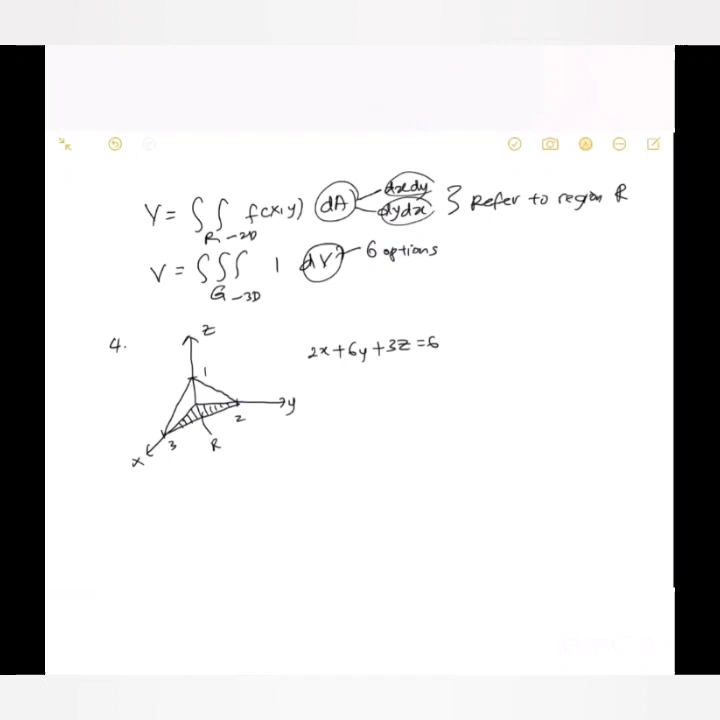 V = ∫∫ f(x,y) dA dxdy dydx } Refer to region R
R → 2D
V = ∫∫∫ 1 dV → 6 options
G → 3D
4. 2x+6y+3z=6
z
1
y
2
3
x
R